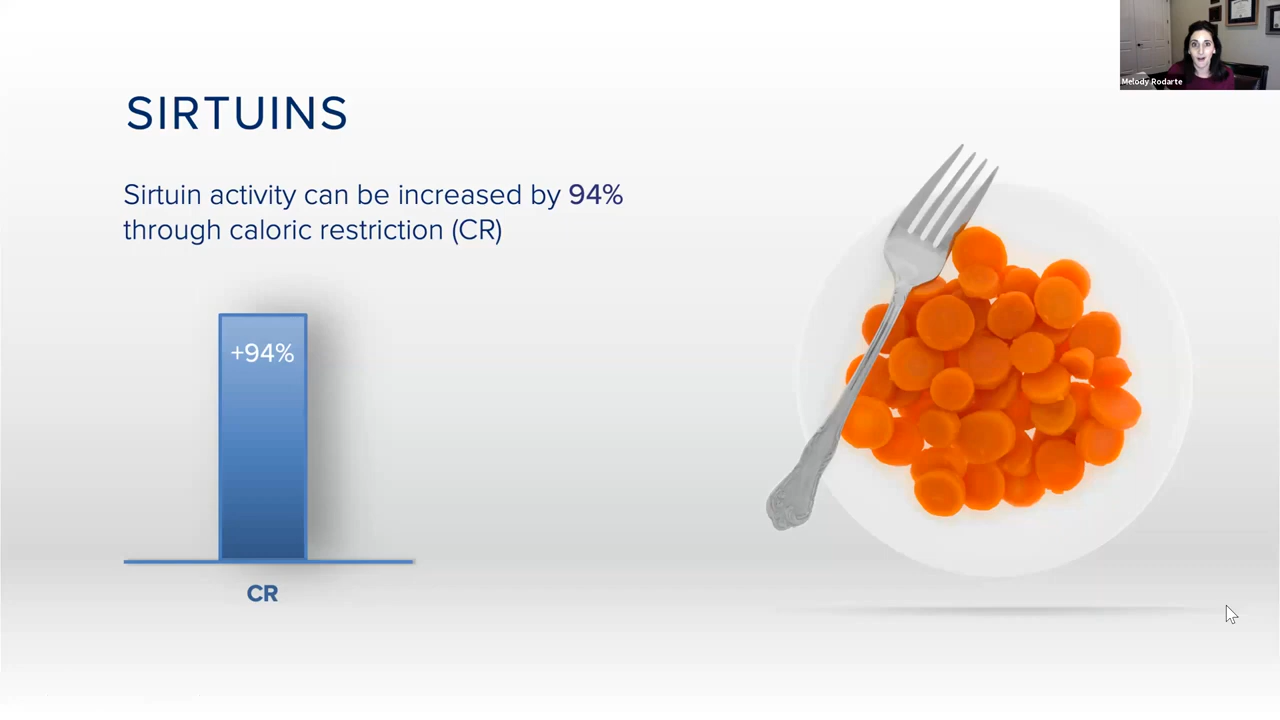 Melody Rodarte
SIRTUINS
Sirtuin activity can be increased by 94%
through caloric restriction (CR)
+94%
CR